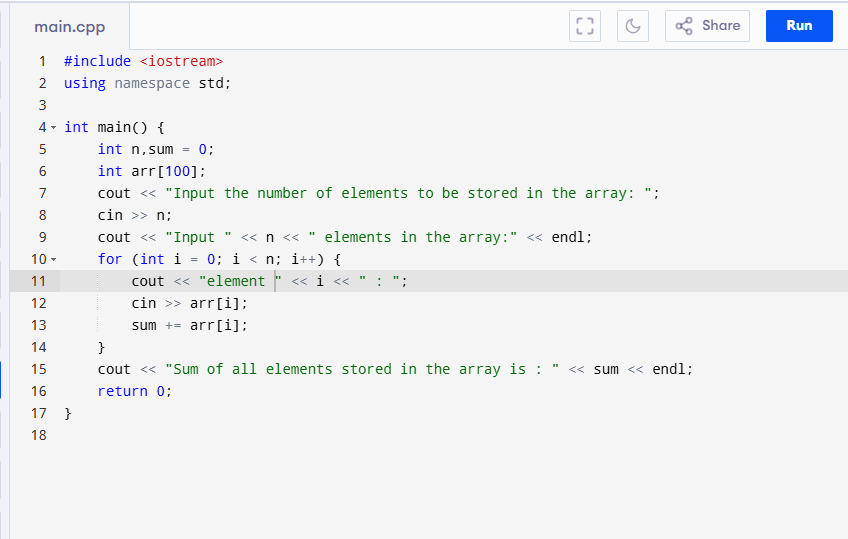 main.cpp
Share
Run
1 #include <iostream>
2 using namespace std;
3
4 int main() {
5     int n,sum = 0;
6     int arr[100];
7     cout << "Input the number of elements to be stored in the array: ";
8     cin >> n;
9     cout << "Input " << n << " elements in the array:" << endl;
10     for (int i = 0; i < n; i++) {
11         cout << "element " << i << " : ";
12         cin >> arr[i];
13         sum += arr[i];
14     }
15     cout << "Sum of all elements stored in the array is : " << sum << endl;
16     return 0;
17 }
18